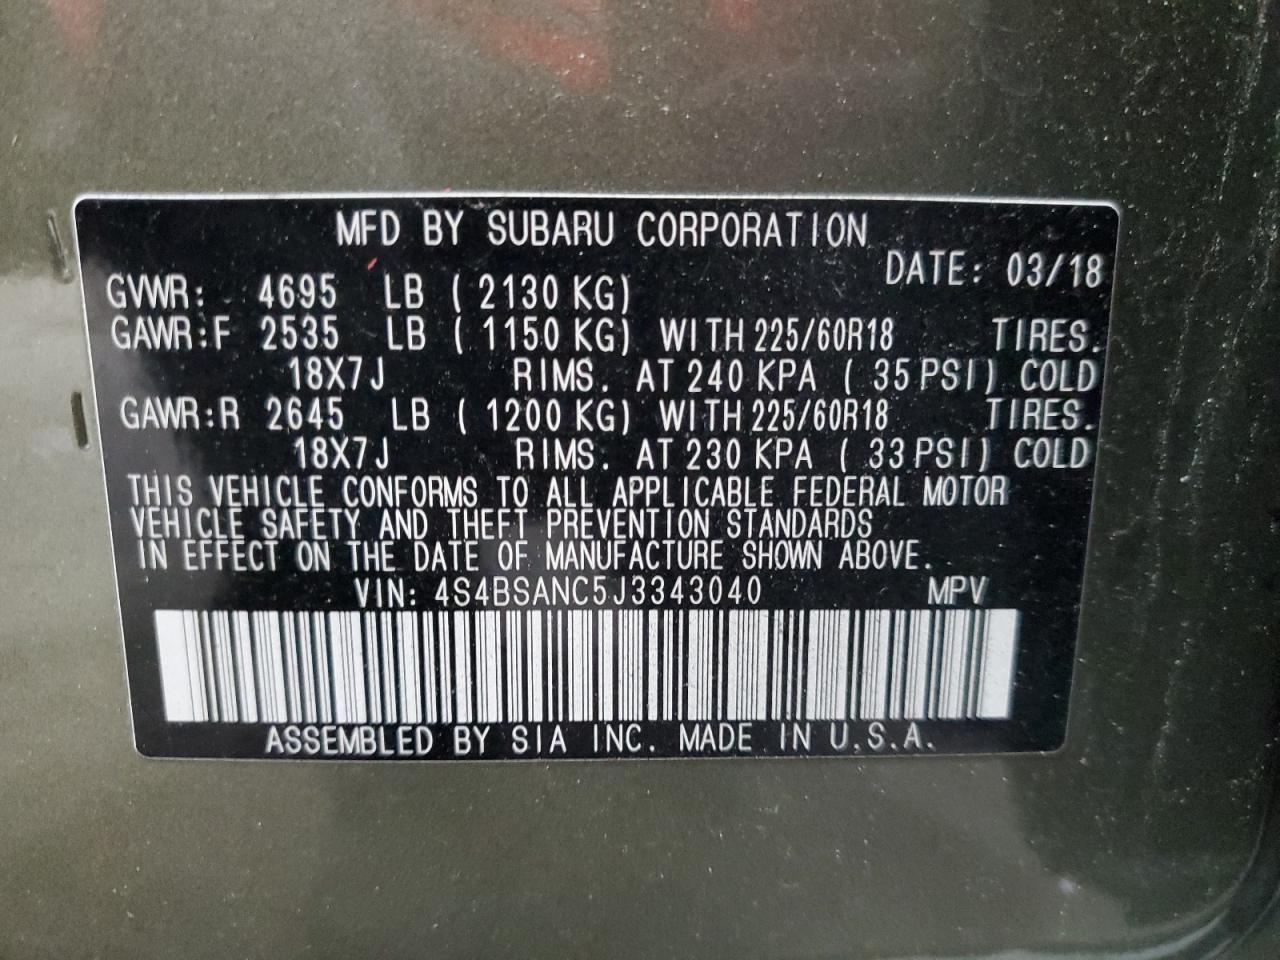 MFD BY SUBARU CORPORATION
DATE: 03/18
GVWR: 4695 LB ( 2130 KG)
GAWR:F 2535 LB ( 1150 KG) WITH 225/60R18 TIRES.
18X7J RIMS. AT 240 KPA ( 35 PSI) COLD
GAWR:R 2645 LB ( 1200 KG) WITH 225/60R18 TIRES.
18X7J RIMS. AT 230 KPA ( 33 PSI) COLD
THIS VEHICLE CONFORMS TO ALL APPLICABLE FEDERAL MOTOR
VEHICLE SAFETY AND THEFT PREVENTION STANDARDS
IN EFFECT ON THE DATE OF MANUFACTURE SHOWN ABOVE.
VIN: 4S4BSANC5J3343040 MPV
ASSEMBLED BY SIA INC. MADE IN U.S.A.